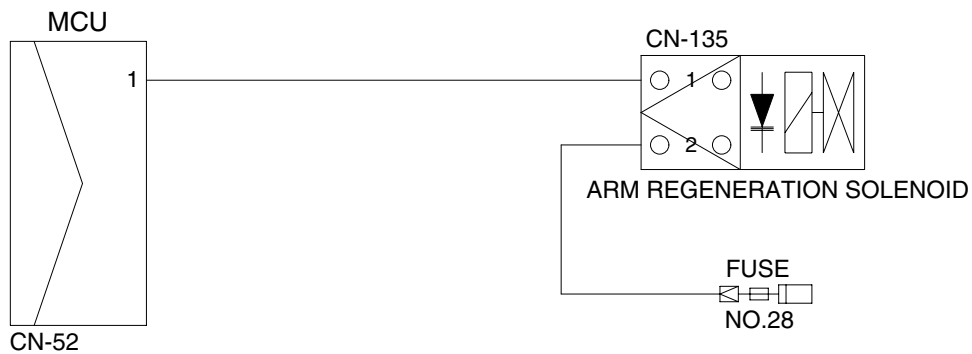 MCU
CN-135
1
1
2
ARM REGENERATION SOLENOID
FUSE
NO.28
CN-52